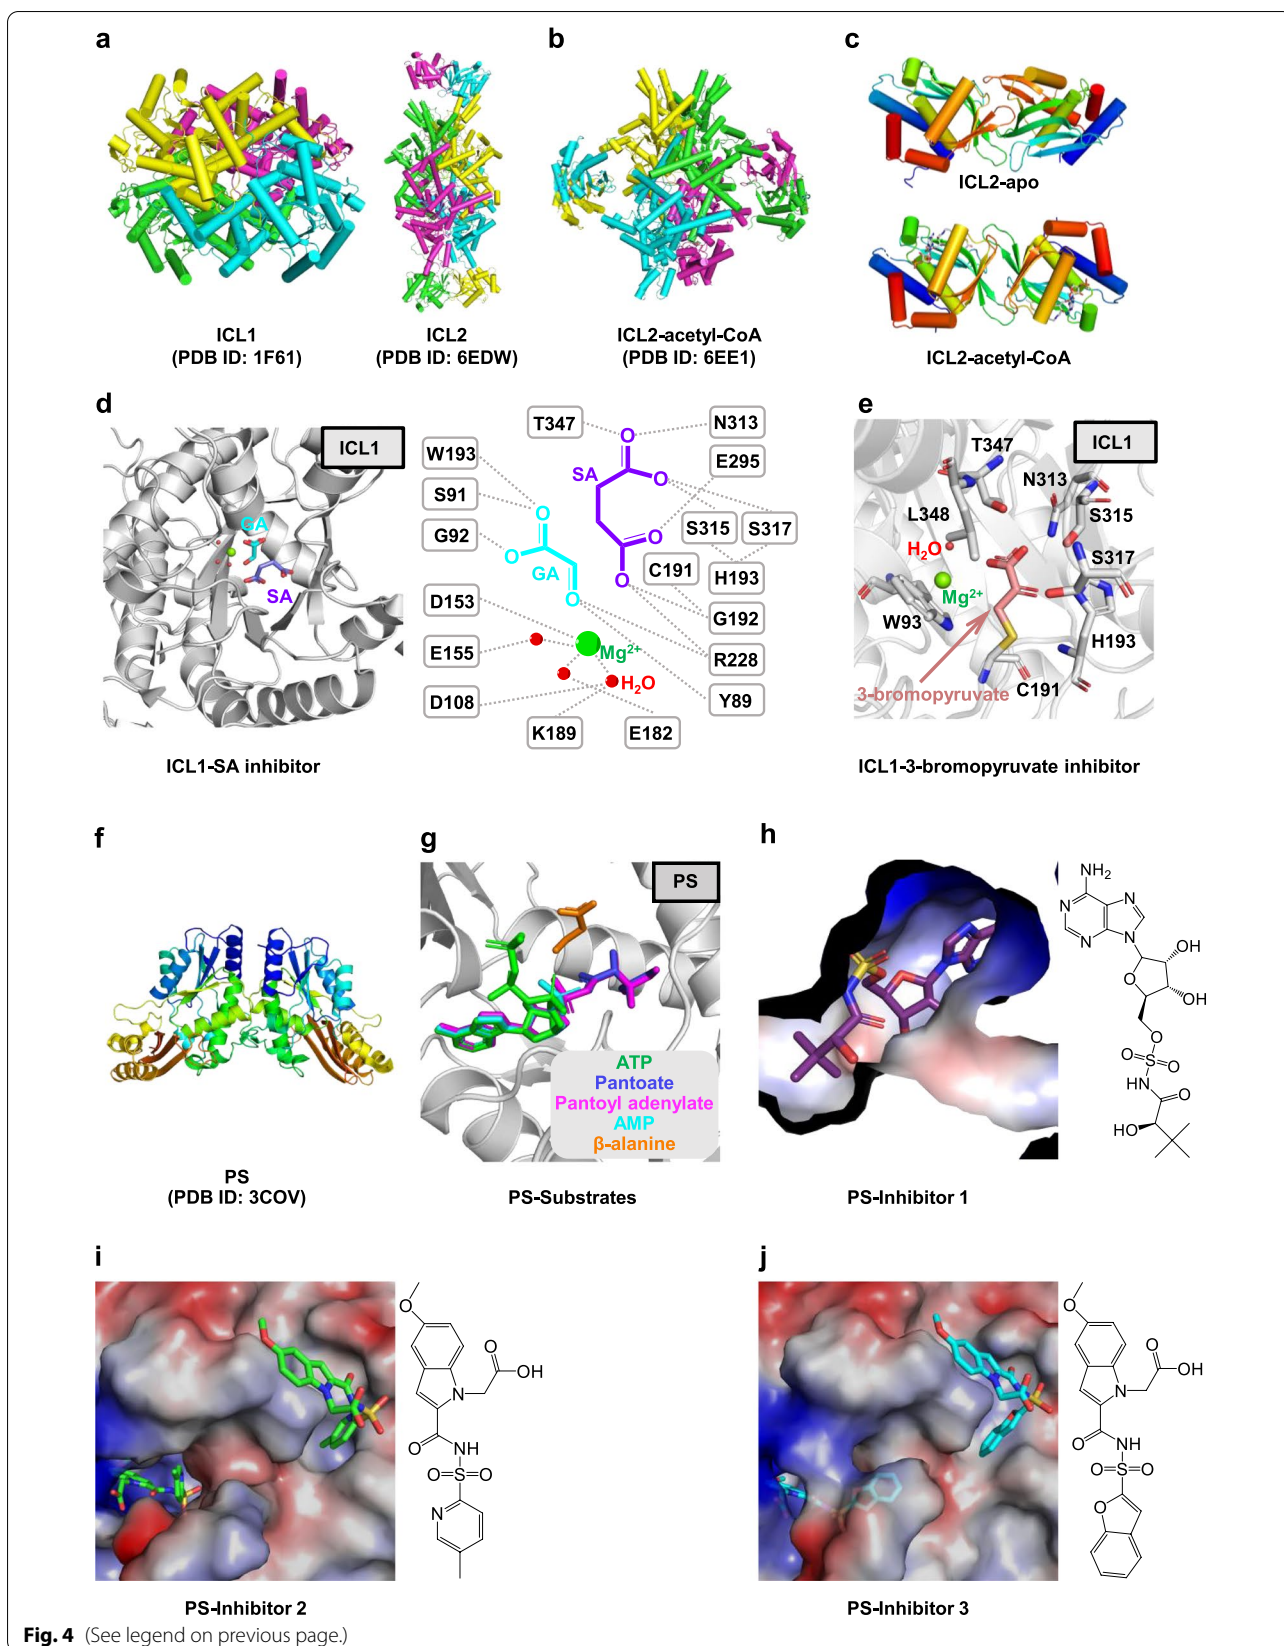 a
b
c
ICL2-apo
ICL1
(PDB ID: 1F61)
ICL2
(PDB ID: 6EDW)
ICL2-acetyl-CoA
(PDB ID: 6EE1)
ICL2-acetyl-CoA
d
ICL1
GA
SA
ICL1-SA inhibitor
T347
N313
W193
E295
SA
S91
S315
S317
G92
C191
H193
GA
O
O
O
O
O
O
O
D153
G192
E155
Mg2+
R228
H2O
D108
Y89
K189
E182
e
ICL1
T347
N313
L348
S315
H2O
S317
Mg2+
W93
H193
C191
3-bromopyruvate
ICL1-3-bromopyruvate inhibitor
f
PS
(PDB ID: 3COV)
g
PS
ATP
Pantoate
Pantoyl adenylate
AMP
β-alanine
PS-Substrates
h
NH2
N
N
N
N
OH
O
OH
O
O
S
O
NH
O
HO
PS-Inhibitor 1
i
O
O
OH
N
O
NH
O
S
O
N
PS-Inhibitor 2
j
O
O
OH
N
O
NH
O
S
O
O
PS-Inhibitor 3
Fig. 4 (See legend on previous page.)